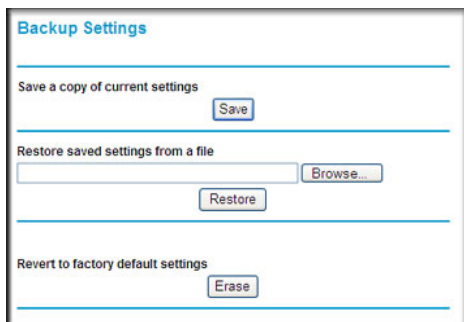 Backup Settings
Save a copy of current settings
Save
Restore saved settings from a file
Browse...
Restore
Revert to factory default settings
Erase